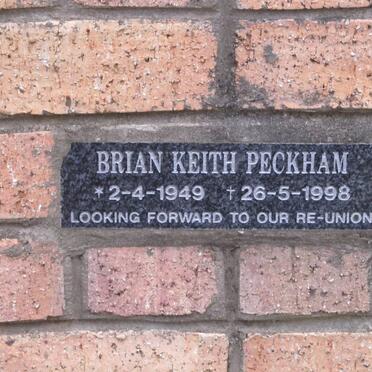 BRIAN KEITH PECKHAM
*2-4-1949 †26-5-1998
LOOKING FORWARD TO OUR RE-UNION